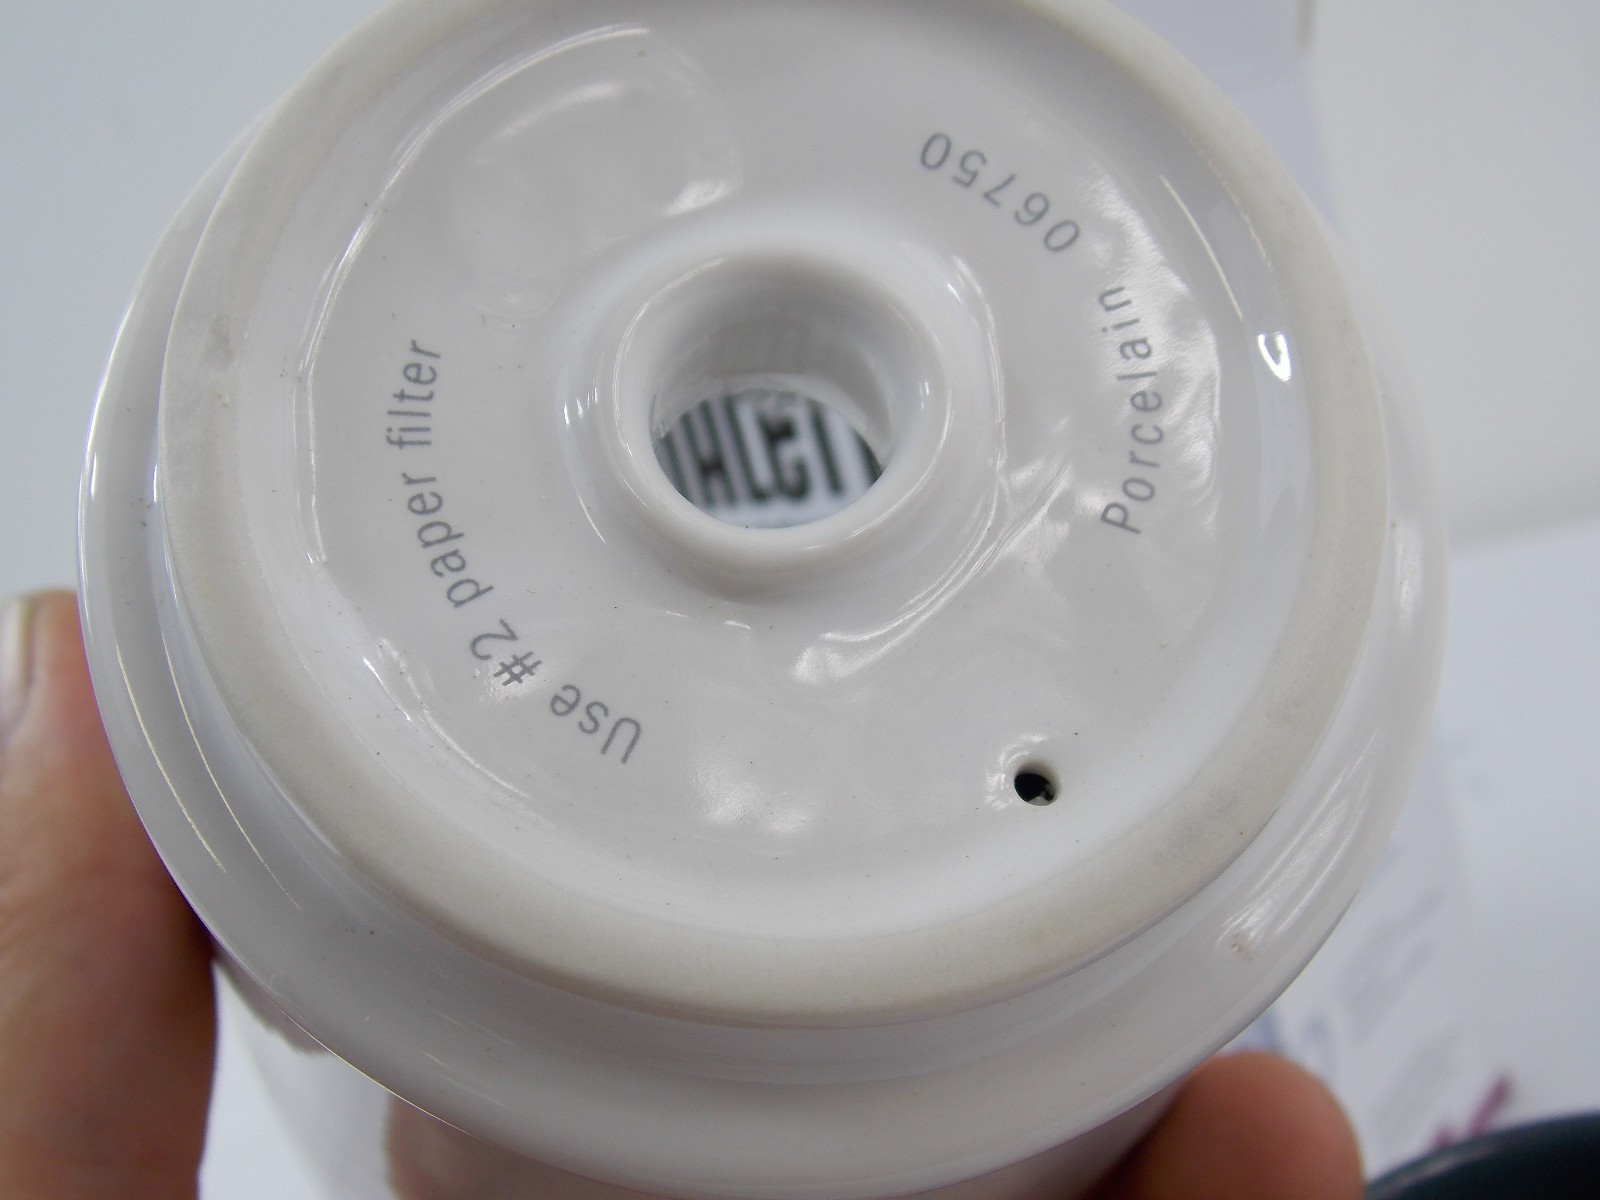 Use #2 paper filter
Porcelain
06750